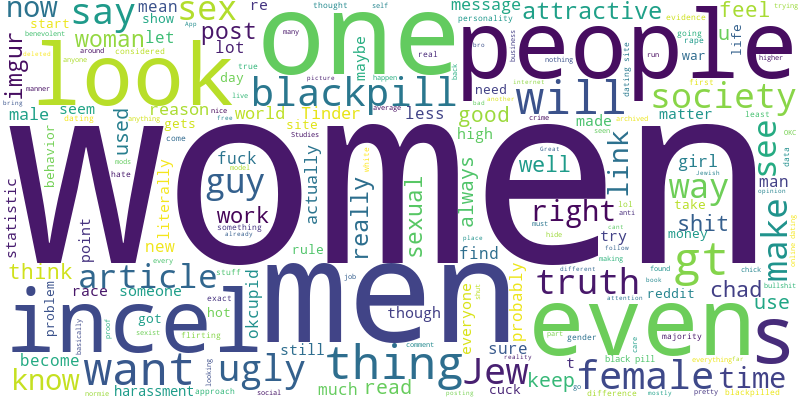 now say sex
mean re
message attractive
personality evidence
feel
benevolent App show start
thought self
trying
imgur
woman let
post lot
one
people
going rape
u
many real
bro nothing
run higher
look
around considered
anyone
true day
live
maybe
picture happen
back
business
dating site
war
life
deleted
manner
blackpill
need
will
society
bring
male seem
behavior
reason
gets
world Tinder
site
less
good
high
made
seen
matter
internet
bad another
archived
first
least
OKC
data
dating anything
mods
used
nice
free
average
crime
come
hate
fuck
Studies
women
well
link
girl
Jewish
opinion
see
Great
statistic
literally
guy
model
actually
really
white
sexual
always
way
man
make
point
new
work
something
already
right
lol
anti
shit
take
must
cant
try
hide
money
think
article
rule
place
find
follow
making
truth
gt
every
stuff
okcupid
men
everyone
probably
different
found
chick
book
reddit
chad
bullshit
problem
race someone
exact
job
though
shut
attention
use
incel
got
hot
even
majority
s
basically
proof
sexist
flirting
still
comment
sure
reality
part
care
gender
become
want
ugly
thing
Jew
keep
t
black pill
everything
far
know
looking
much read
cuck
go
female
time
normie
harassment
approach
social
posting
difference
mostly
pretty
blackpilled